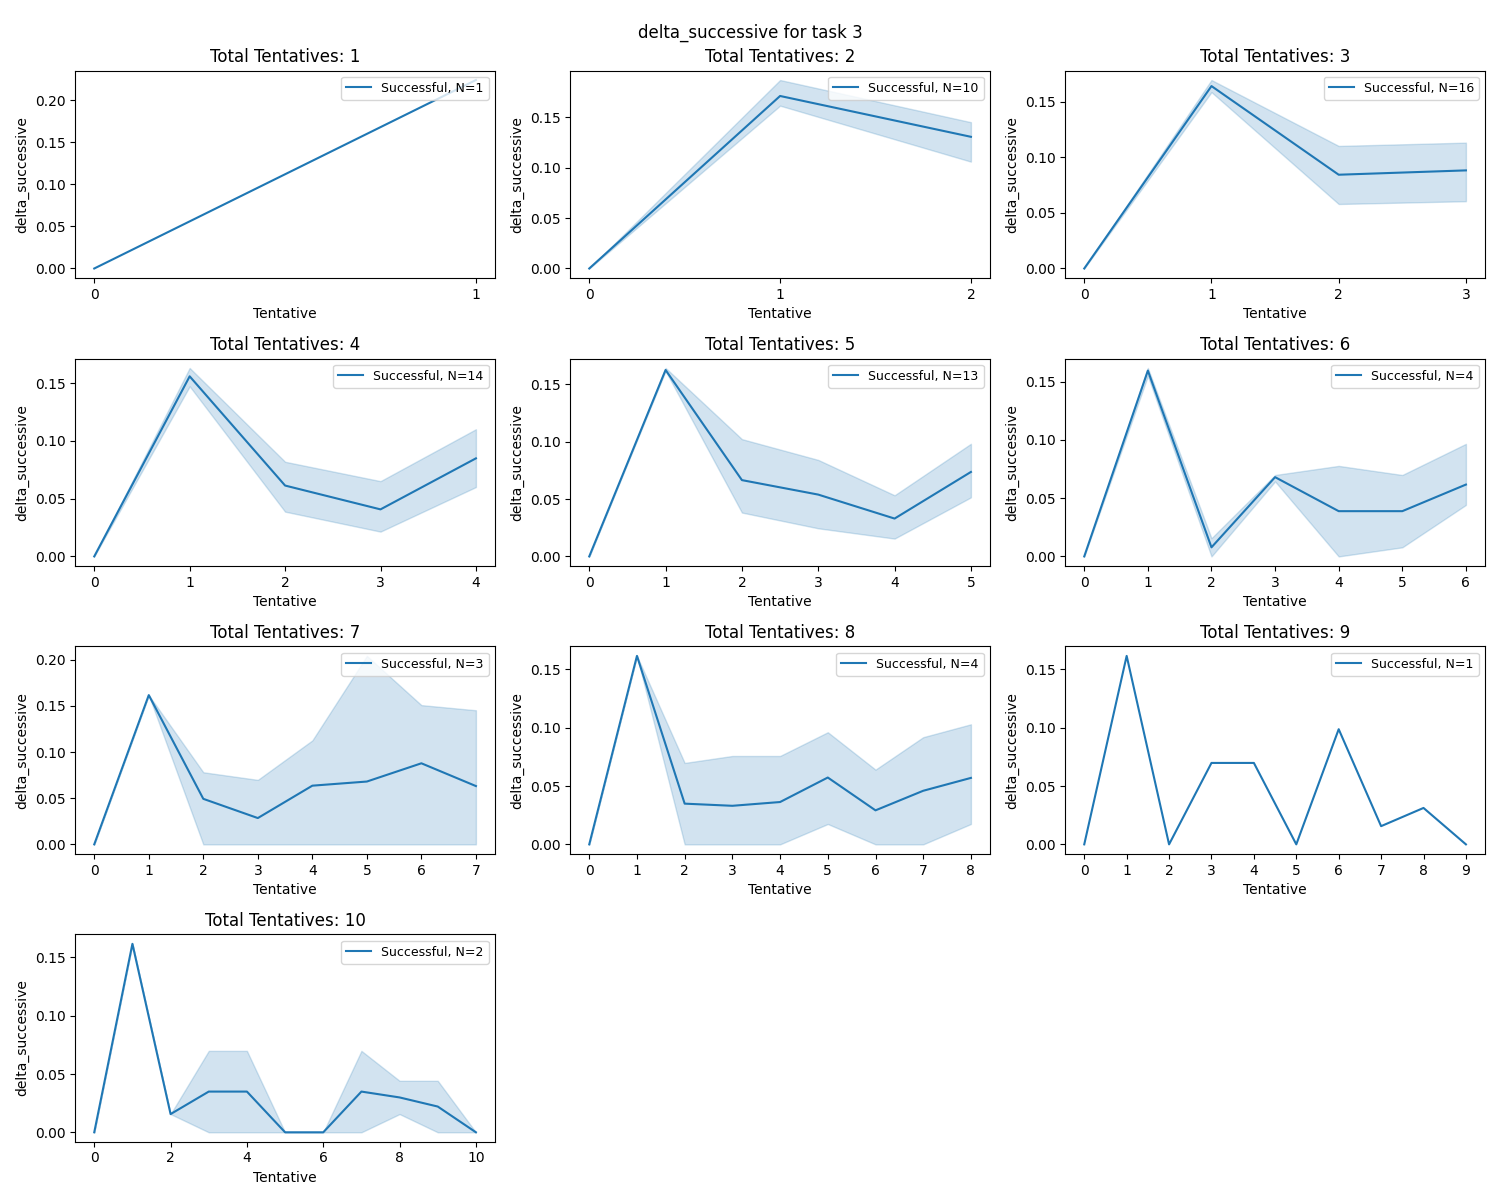 delta_successive for task 3
Total Tentatives: 1
Successful, N=1
0.20
0.15
0.10
0.05
0.00
delta_successive
0 1
Tentative
Total Tentatives: 2
Successful, N=10
0.15
0.10
0.05
0.00
delta_successive
0 1 2
Tentative
Total Tentatives: 3
Successful, N=16
0.15
0.10
0.05
0.00
delta_successive
0 1 2 3
Tentative
Total Tentatives: 4
Successful, N=14
0.15
0.10
0.05
0.00
delta_successive
0 1 2 3 4
Tentative
Total Tentatives: 5
Successful, N=13
0.15
0.10
0.05
0.00
delta_successive
0 1 2 3 4 5
Tentative
Total Tentatives: 6
Successful, N=4
0.15
0.10
0.05
0.00
delta_successive
0 1 2 3 4 5 6
Tentative
Total Tentatives: 7
Successful, N=3
0.20
0.15
0.10
0.05
0.00
delta_successive
0 1 2 3 4 5 6 7
Tentative
Total Tentatives: 8
Successful, N=4
0.15
0.10
0.05
0.00
delta_successive
0 1 2 3 4 5 6 7 8
Tentative
Total Tentatives: 9
Successful, N=1
0.15
0.10
0.05
0.00
delta_successive
0 1 2 3 4 5 6 7 8 9
Tentative
Total Tentatives: 10
Successful, N=2
0.15
0.10
0.05
0.00
delta_successive
0 2 4 6 8 10
Tentative